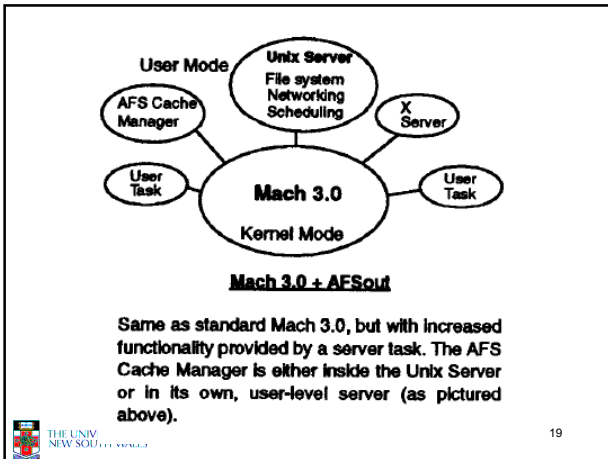 User Mode
Unix Server
File system
Networking
Scheduling
AFS Cache
Manager
X
Server
User
Task
Mach 3.0
Kernel Mode
User
Task
Mach 3.0 + AFSout
Same as standard Mach 3.0, but with increased
functionality provided by a server task. The AFS
Cache Manager is either inside the Unix Server
or in its own, user-level server (as pictured
above).
THE UNIV
NEW SOUTH
19